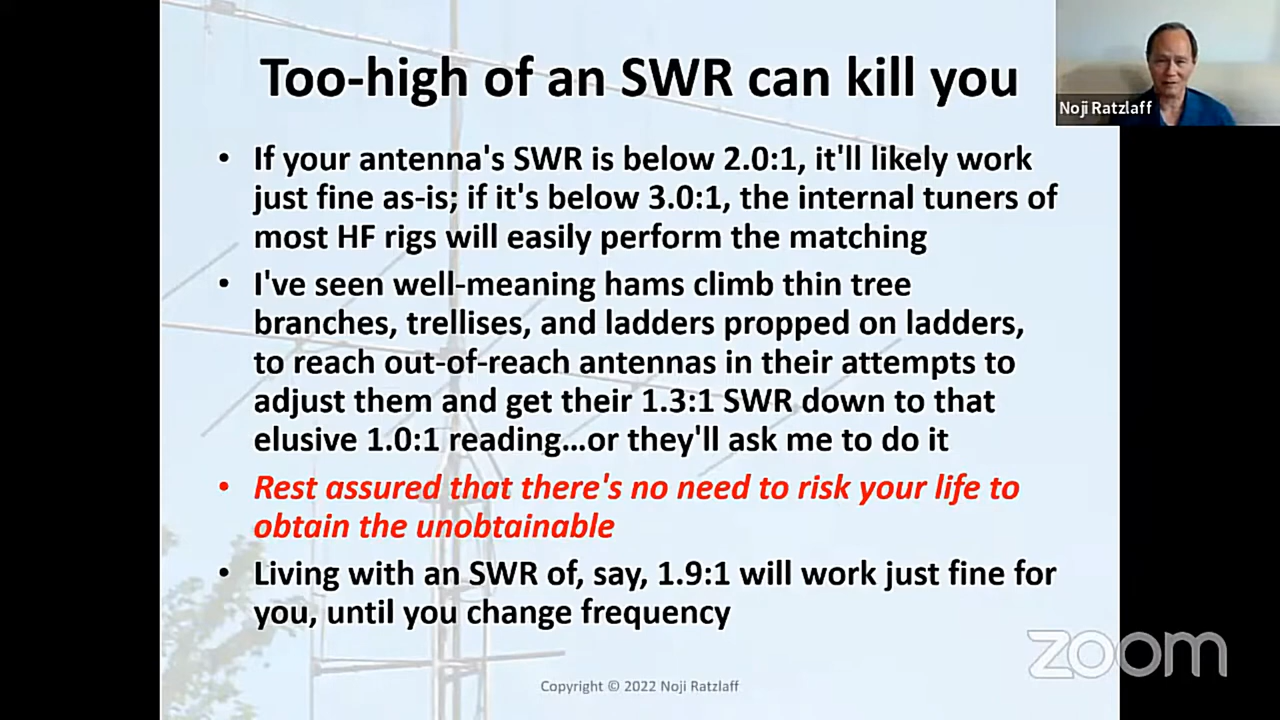 Too-high of an SWR can kill you
Noji Ratzlaff
• If your antenna's SWR is below 2.0:1, it'll likely work
just fine as-is; if it's below 3.0:1, the internal tuners of
most HF rigs will easily perform the matching
• I've seen well-meaning hams climb thin tree
branches, trellises, and ladders propped on ladders,
to reach out-of-reach antennas in their attempts to
adjust them and get their 1.3:1 SWR down to that
elusive 1.0:1 reading…or they'll ask me to do it
• Rest assured that there's no need to risk your life to
obtain the unobtainable
• Living with an SWR of, say, 1.9:1 will work just fine for
you, until you change frequency
zoom
Copyright © 2022 Noji Ratzlaff